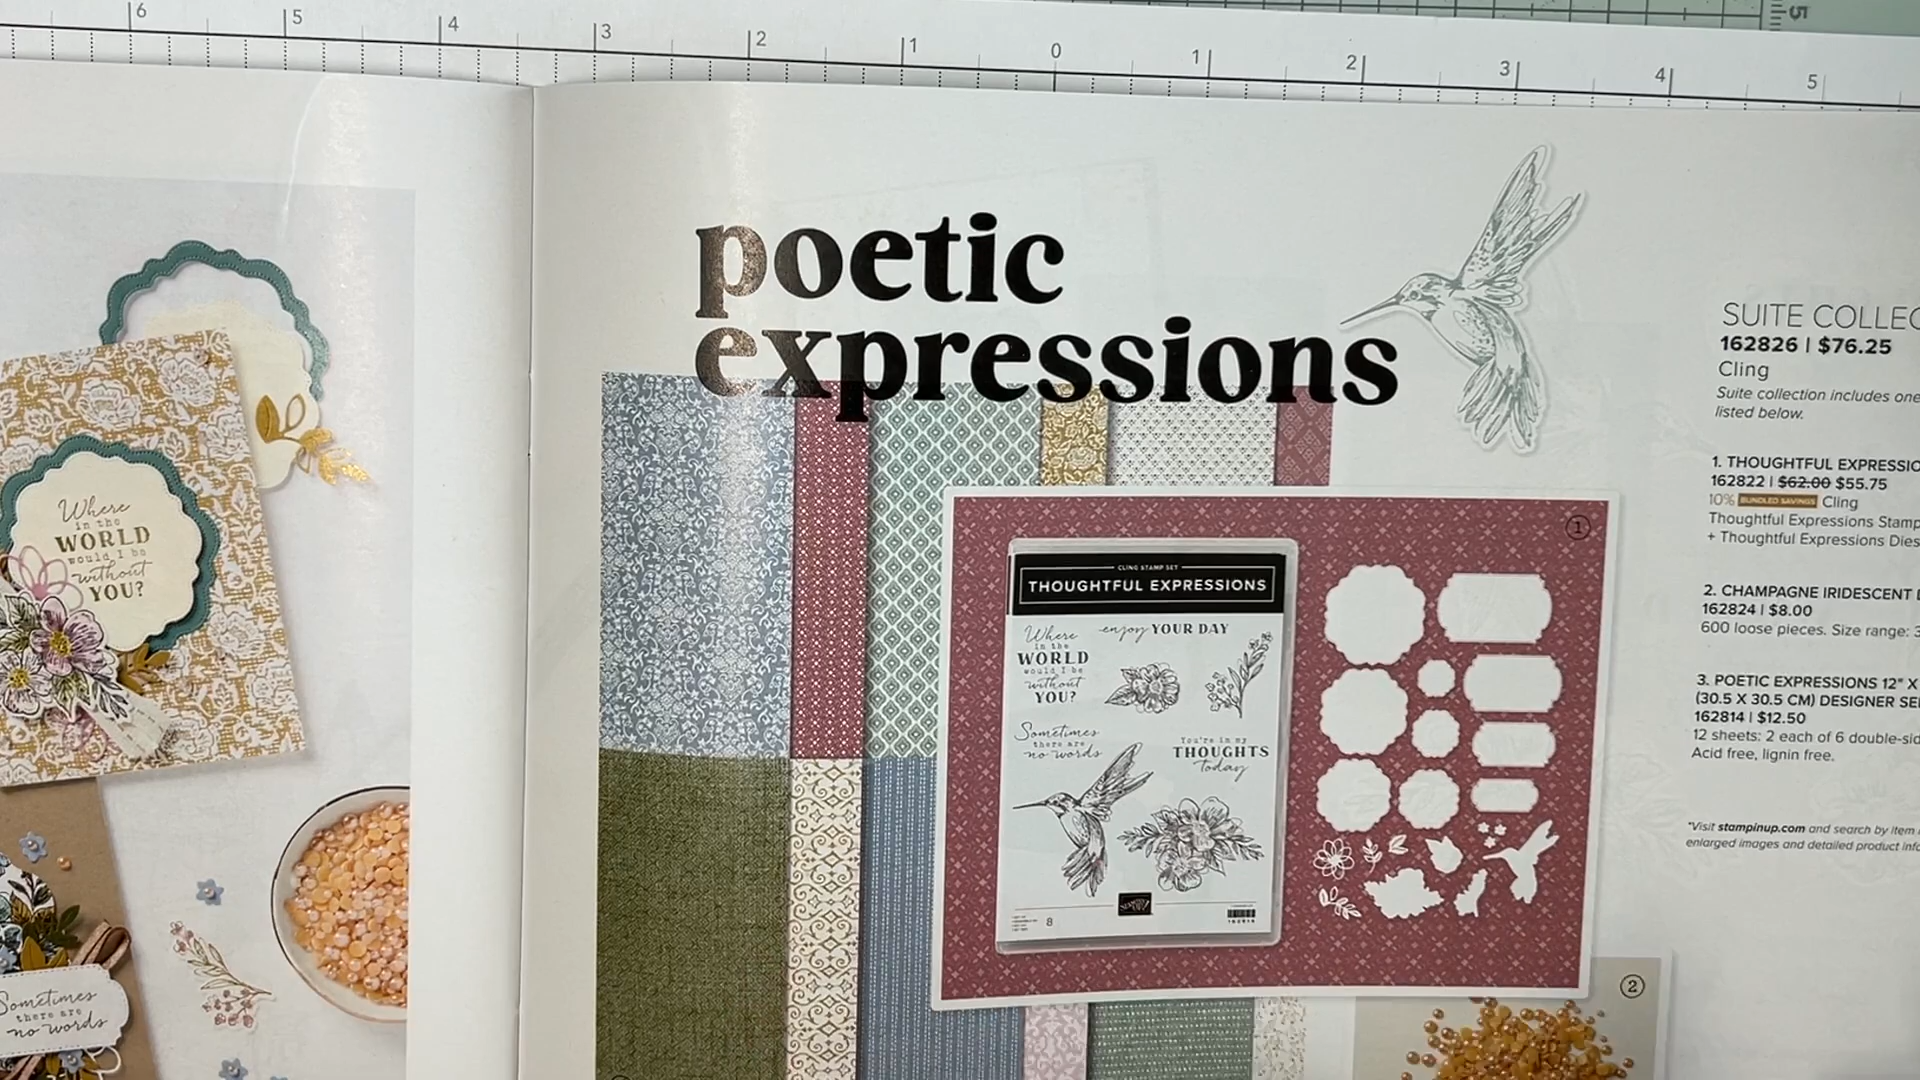 6 5 4 3 2 1 0 1 2 3 4 5
5
poetic
expressions
Where
in the
WORLD
would I be
without
YOU?
Sometimes
there are
no words
CLING STAMP SET
THOUGHTFUL EXPRESSIONS
Where
in the
WORLD
would I be
without
YOU?
enjoy YOUR DAY
Sometimes
there are
no words
You're in my
THOUGHTS
today
8
1
2
SUITE COLLEC
162826 | $76.25
Cling
Suite collection includes one
listed below.
1. THOUGHTFUL EXPRESSIO
162822 | $62.00 $55.75
10% BUNDLED SAVINGS Cling
Thoughtful Expressions Stamp
+ Thoughtful Expressions Dies
2. CHAMPAGNE IRIDESCENT
162824 | $8.00
600 loose pieces. Size range: 3
3. POETIC EXPRESSIONS 12" X
(30.5 X 30.5 CM) DESIGNER SE
162814 | $12.50
12 sheets: 2 each of 6 double-sid
Acid free, lignin free.
*Visit stampinup.com and search by item
enlarged images and detailed product info